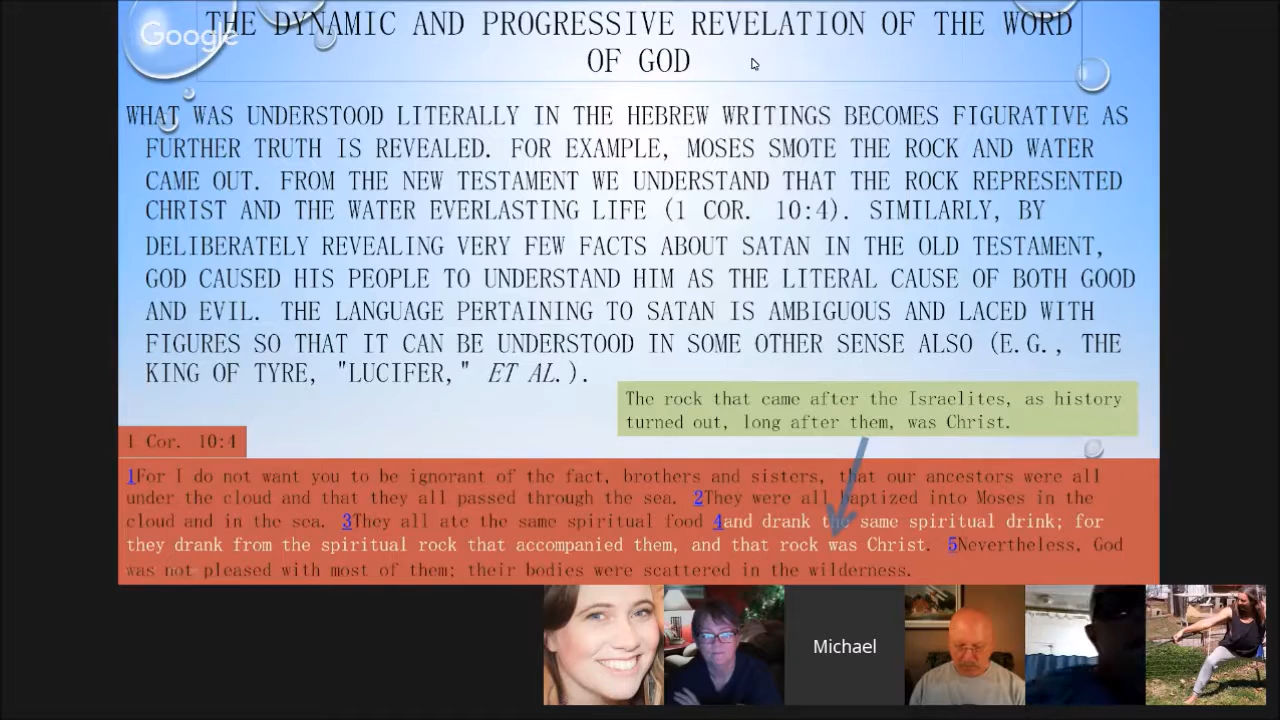 Google
THE DYNAMIC AND PROGRESSIVE REVELATION OF THE WORD
OF GOD
WHAT WAS UNDERSTOOD LITERALLY IN THE HEBREW WRITINGS BECOMES FIGURATIVE AS
FURTHER TRUTH IS REVEALED. FOR EXAMPLE, MOSES SMOTE THE ROCK AND WATER
CAME OUT. FROM THE NEW TESTAMENT WE UNDERSTAND THAT THE ROCK REPRESENTED
CHRIST AND THE WATER EVERLASTING LIFE (1 COR. 10:4). SIMILARLY, BY
DELIBERATELY REVEALING VERY FEW FACTS ABOUT SATAN IN THE OLD TESTAMENT,
GOD CAUSED HIS PEOPLE TO UNDERSTAND HIM AS THE LITERAL CAUSE OF BOTH GOOD
AND EVIL. THE LANGUAGE PERTAINING TO SATAN IS AMBIGUOUS AND LACED WITH
FIGURES SO THAT IT CAN BE UNDERSTOOD IN SOME OTHER SENSE ALSO (E.G., THE
KING OF TYRE, "LUCIFER," ET AL.).
The rock that came after the Israelites, as history
turned out, long after them, was Christ.
1 Cor. 10:4
1For I do not want you to be ignorant of the fact, brothers and sisters, that our ancestors were all
under the cloud and that they all passed through the sea. 2They were all baptized into Moses in the
cloud and in the sea. 3They all ate the same spiritual food 4and drank the same spiritual drink; for
they drank from the spiritual rock that accompanied them, and that rock was Christ. 5Nevertheless, God
was not pleased with most of them; their bodies were scattered in the wilderness.
Michael